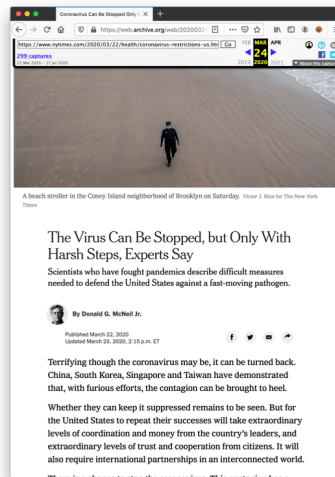 Coronavirus Can Be Stopped Only
https://web.archive.org/web/2020032
https://www.nytimes.com/2020/03/22/health/coronavirus-restrictions-us.html Go FEB MAR APR
299 captures 24
2019 2020 2021
About this capture
A beach stroller in the Coney Island neighborhood of Brooklyn on Saturday. Victor J. Blue for The New York
Times
The Virus Can Be Stopped, but Only With
Harsh Steps, Experts Say
Scientists who have fought pandemics describe difficult measures
needed to defend the United States against a fast-moving pathogen.
By Donald G. McNeil Jr.
Published March 22, 2020
Updated March 23, 2020, 2:15 p.m. ET
Terrifying though the coronavirus may be, it can be turned back.
China, South Korea, Singapore and Taiwan have demonstrated
that, with furious efforts, the contagion can be brought to heel.
Whether they can keep it suppressed remains to be seen. But for
the United States to repeat their successes will take extraordinary
levels of coordination and money from the country's leaders, and
extraordinary levels of trust and cooperation from citizens. It will
also require international partnerships in an interconnected world.